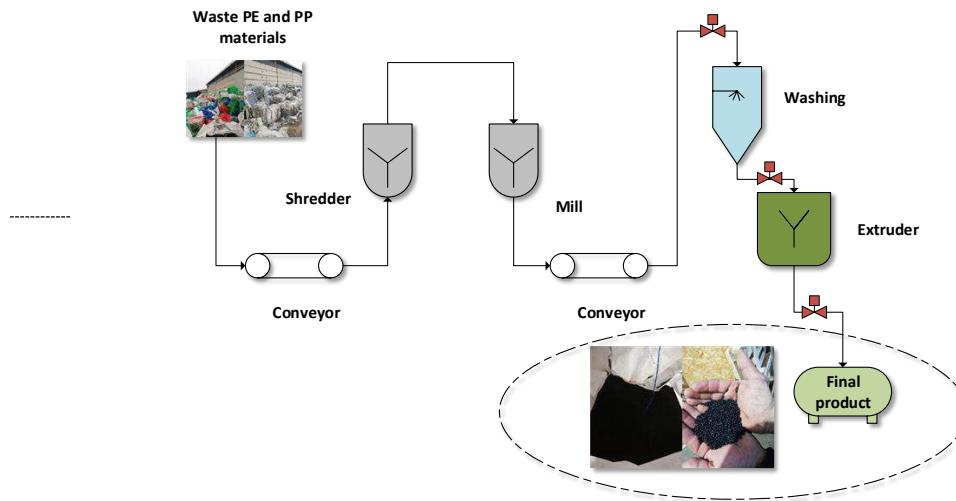 Waste PE and PP
materials
Washing
Shredder
Mill
Extruder
Conveyor
Conveyor
Final
product